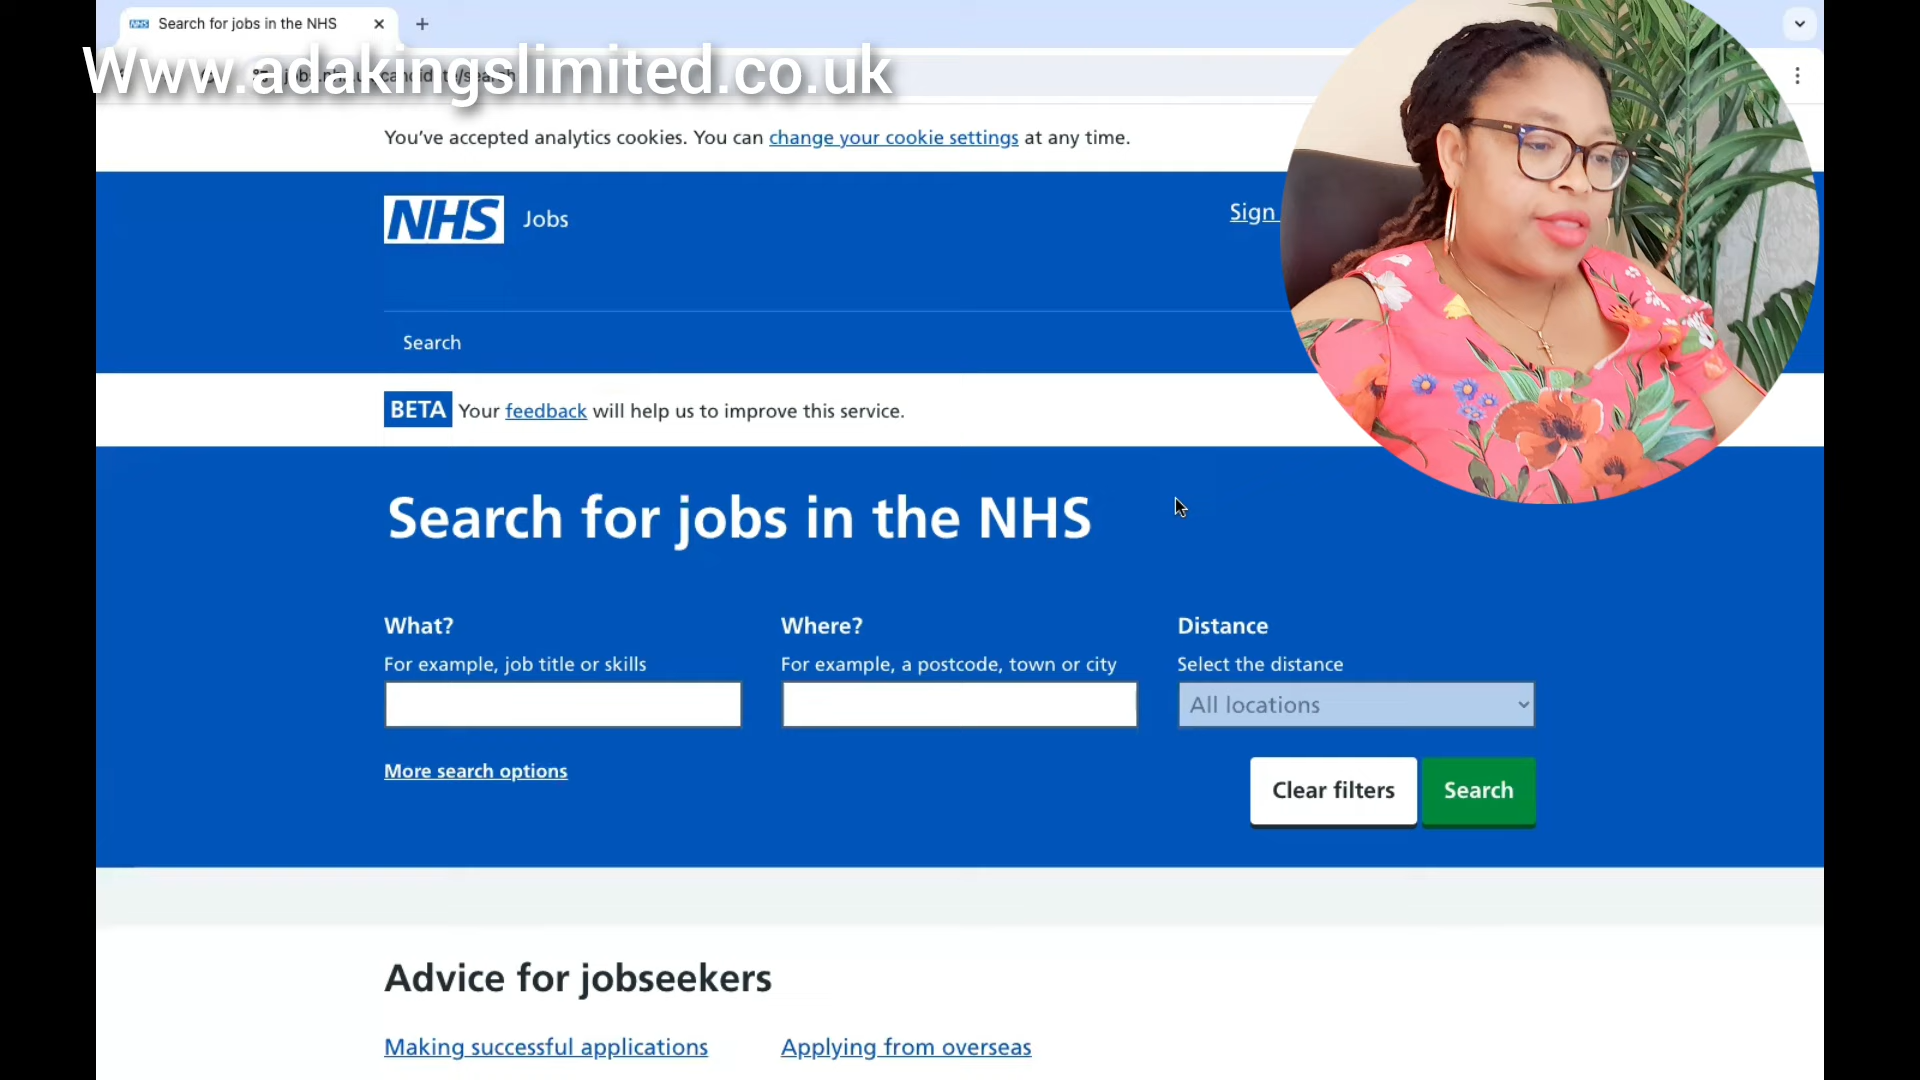 NHS Search for jobs in the NHS
Www.adakingslimited.co.uk
You've accepted analytics cookies. You can change your cookie settings at any time.
NHS Jobs
Sign
Search
BETA Your feedback will help us to improve this service.
Search for jobs in the NHS
What? Where? Distance
For example, job title or skills For example, a postcode, town or city Select the distance
All locations
More search options
Clear filters Search
Advice for jobseekers
Making successful applications Applying from overseas